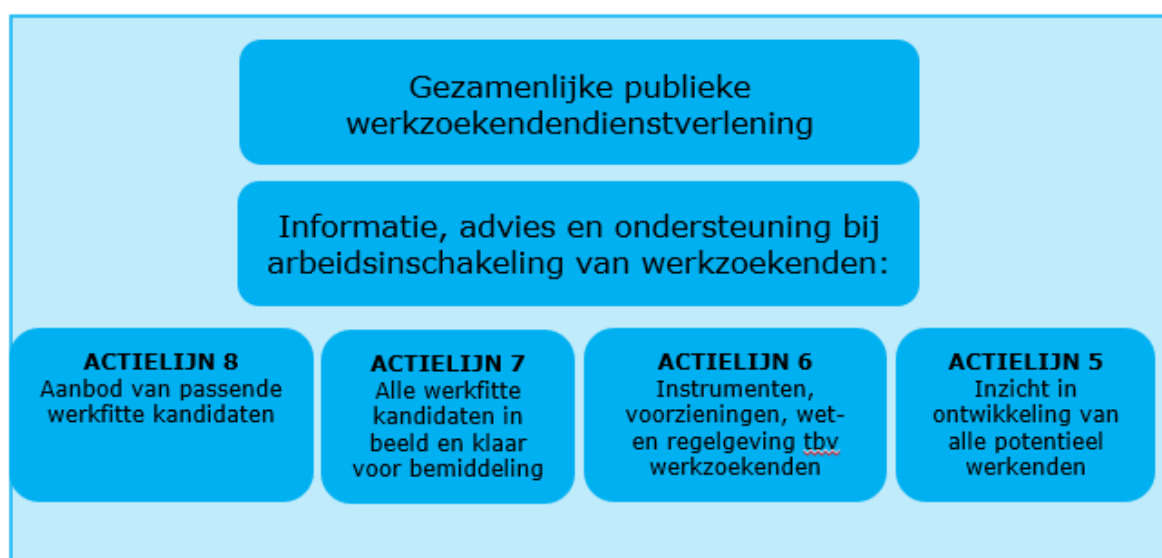 Gezamenlijke publieke
werkzoekendendienstverlening
Informatie, advies en ondersteuning bij
arbeidsinschakeling van werkzoekenden:
ACTIELIJN 8
Aanbod van passende
werkfitte kandidaten
ACTIELIJN 7
Alle werkfitte
kandidaten in
beeld en klaar
voor bemiddeling
ACTIELIJN 6
Instrumenten,
voorzieningen, wet-
en regelgeving tbv
werkzoekenden
ACTIELIJN 5
Inzicht in
ontwikkeling van
alle potentieel
werkenden